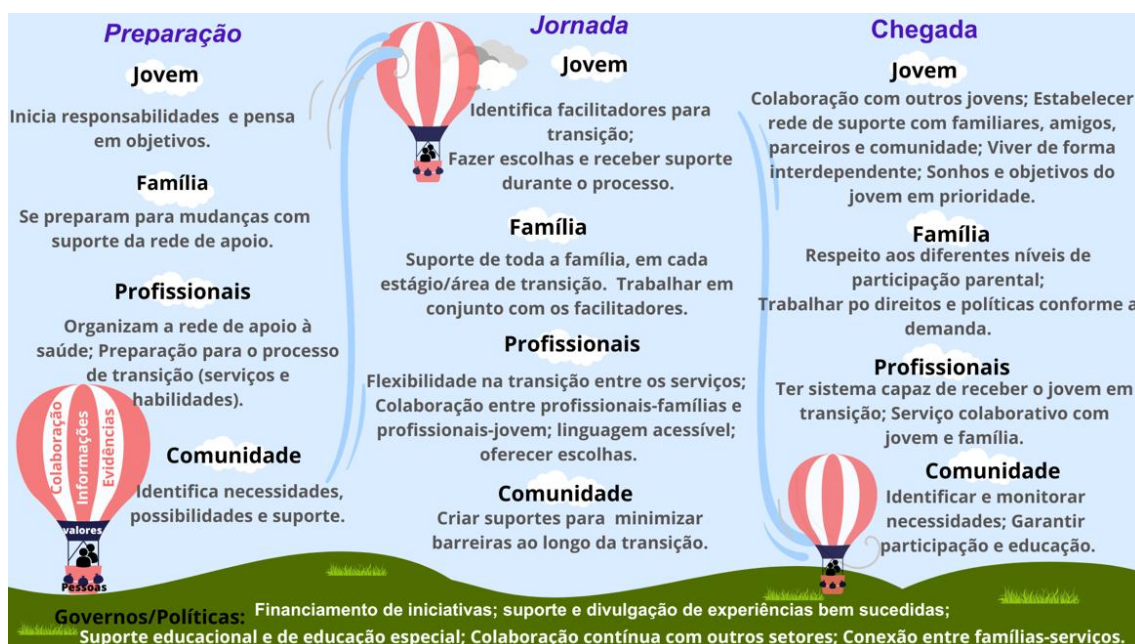 Preparação
Jovem
Inicia responsabilidades e pensa
em objetivos.
Família
Se preparam para mudanças com
suporte da rede de apoio.
Profissionais
Organizam a rede de apoio à
saúde; Preparação para o processo
de transição (serviços e
habilidades).
Comunidade
Identifica necessidades,
possibilidades e suporte.
Colaboração
Informações
Evidências
valores
Pessoas
Jornada
Jovem
Identifica facilitadores para
transição;
Fazer escolhas e receber suporte
durante o processo.
Família
Suporte de toda a família, em cada
estágio/área de transição. Trabalhar em
conjunto com os facilitadores.
Profissionais
Flexibilidade na transição entre os serviços;
Colaboração entre profissionais-famílias e
profissionais-jovem; linguagem acessível;
oferecer escolhas.
Comunidade
Criar suportes para minimizar
barreiras ao longo da transição.
Chegada
Jovem
Colaboração com outros jovens; Estabelecer
rede de suporte com familiares, amigos,
parceiros e comunidade; Viver de forma
interdependente; Sonhos e objetivos do
jovem em prioridade.
Família
Respeito aos diferentes níveis de
participação parental;
Trabalhar po direitos e políticas conforme a
demanda.
Profissionais
Ter sistema capaz de receber o jovem em
transição; Serviço colaborativo com
jovem e família.
Comunidade
Identificar e monitorar
necessidades; Garantir
participação e educação.
Governos/Políticas: Financiamento de iniciativas; suporte e divulgação de experiências bem sucedidas;
Suporte educacional e de educação especial; Colaboração contínua com outros setores; Conexão entre famílias-serviços.